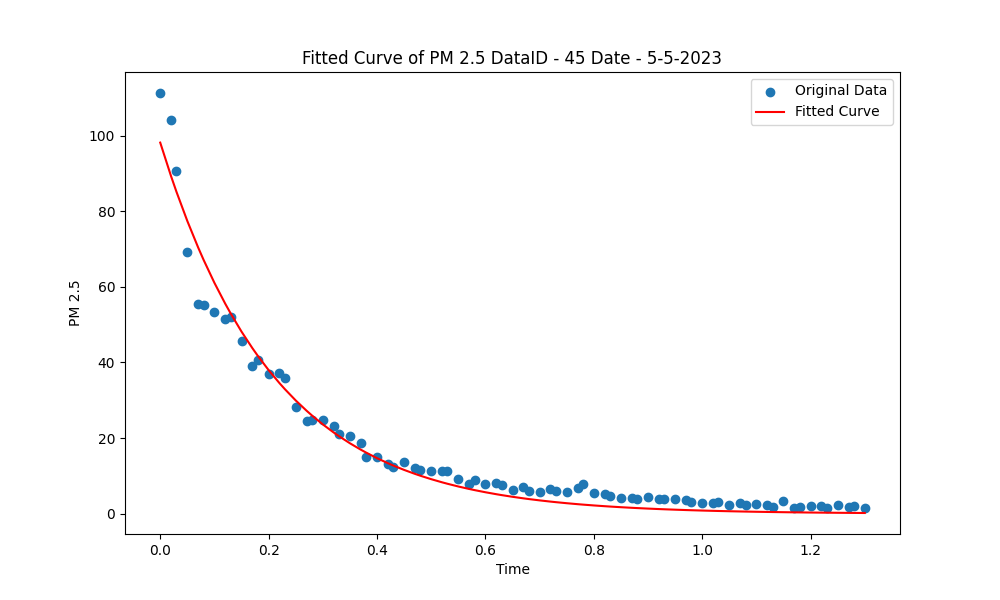 Fitted Curve of PM 2.5 DataID - 45 Date - 5-5-2023
Original Data
Fitted Curve
PM 2.5
100
80
60
40
20
0
0.0 0.2 0.4 0.6 0.8 1.0 1.2
Time